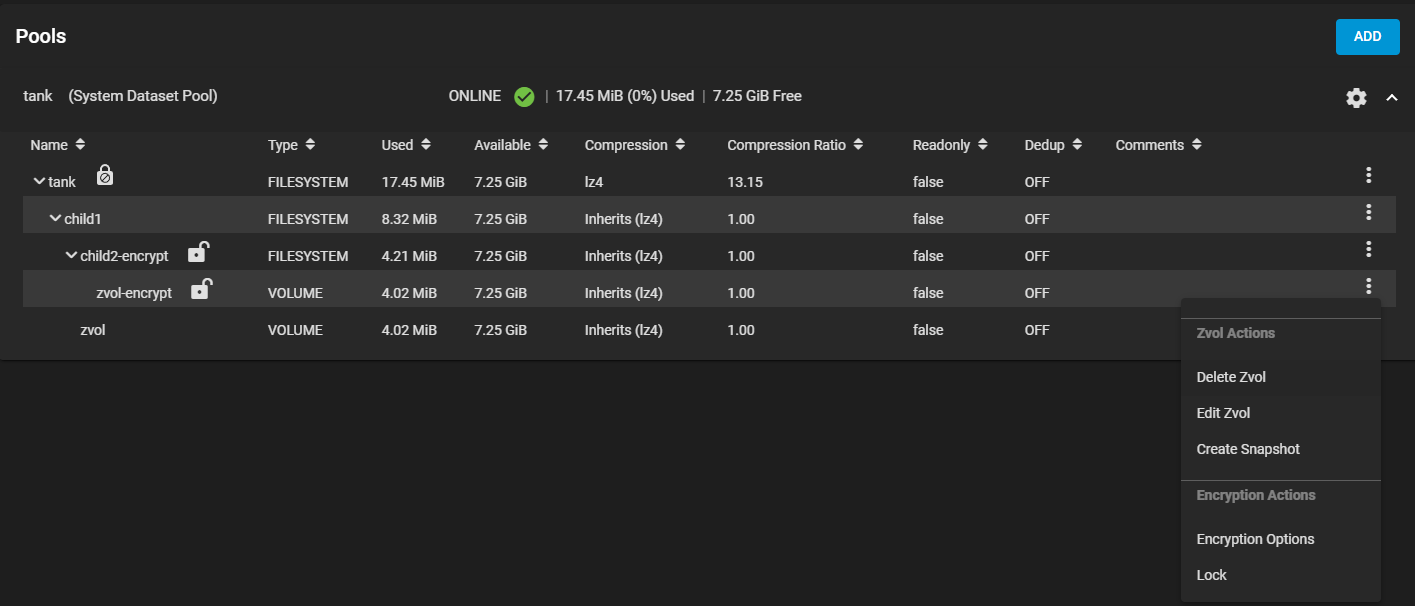 Pools
ADD
tank (System Dataset Pool) ONLINE | 17.45 MiB (0%) Used | 7.25 GiB Free
Name Type Used Available Compression Compression Ratio Readonly Dedup Comments
tank FILESYSTEM 17.45 MiB 7.25 GiB lz4 13.15 false OFF
child1 FILESYSTEM 8.32 MiB 7.25 GiB Inherits (lz4) 1.00 false OFF
child2-encrypt FILESYSTEM 4.21 MiB 7.25 GiB Inherits (lz4) 1.00 false OFF
zvol-encrypt VOLUME 4.02 MiB 7.25 GiB Inherits (lz4) 1.00 false OFF
zvol VOLUME 4.02 MiB 7.25 GiB Inherits (lz4) 1.00 false OFF
Zvol Actions
Delete Zvol
Edit Zvol
Create Snapshot
Encryption Actions
Encryption Options
Lock